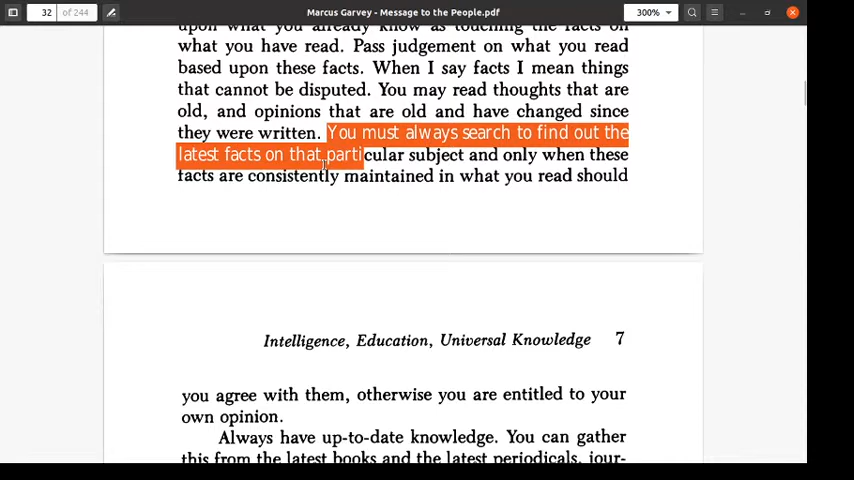 32 of 244
Marcus Garvey - Message to the People.pdf
300%
upon what you already know as touching the facts on
what you have read. Pass judgement on what you read
based upon these facts. When I say facts I mean things
that cannot be disputed. You may read thoughts that are
old, and opinions that are old and have changed since
they were written. You must always search to find out the
latest facts on that particular subject and only when these
facts are consistently maintained in what you read should
Intelligence, Education, Universal Knowledge 7
you agree with them, otherwise you are entitled to your
own opinion.
Always have up-to-date knowledge. You can gather
this from the latest books and the latest periodicals, jour-